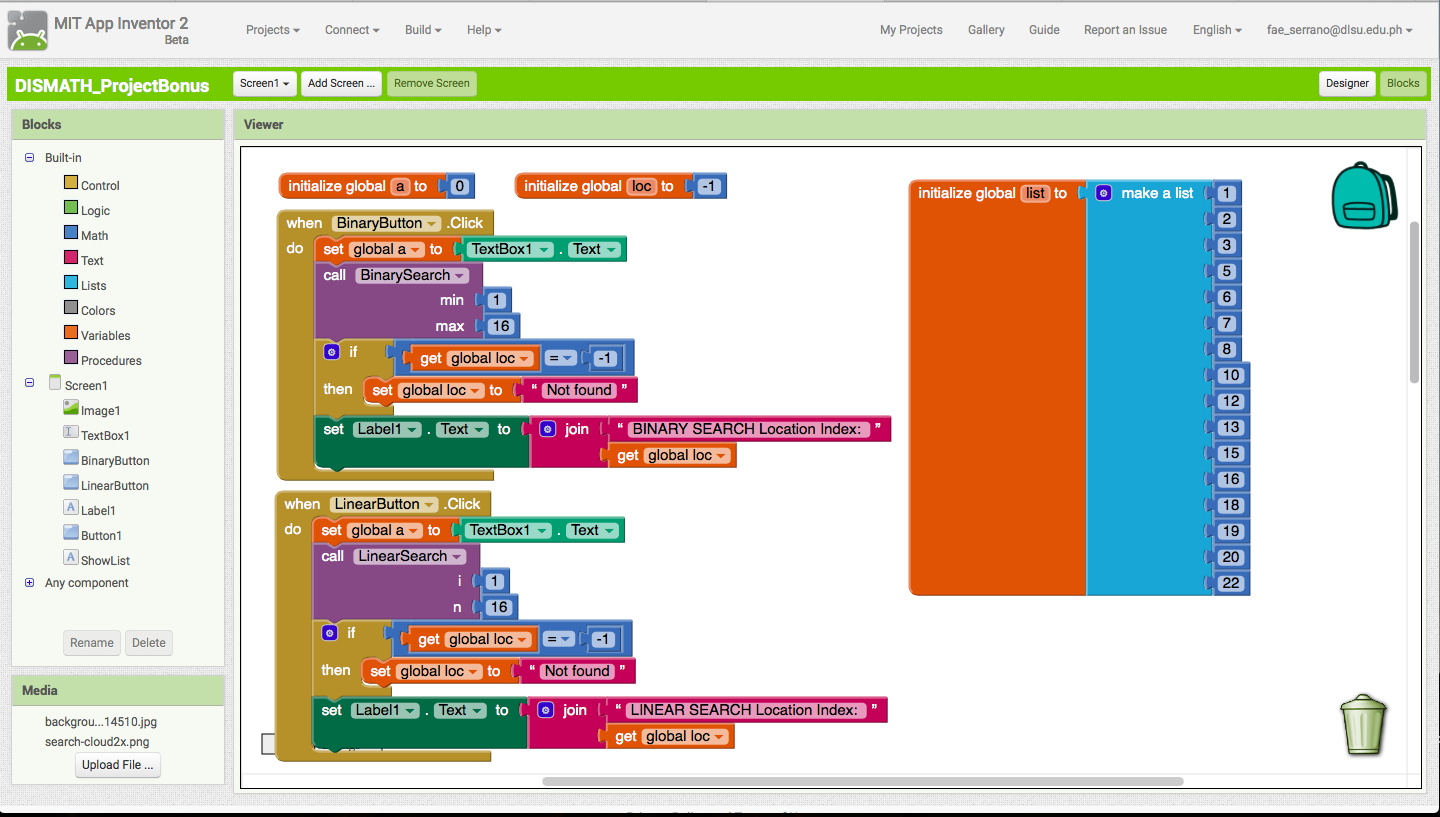 MIT App Inventor 2
Beta
Projects Connect Build Help My Projects Gallery Guide Report an Issue English fae_serrano@dlsu.edu.ph
DISMATH_ProjectBonus Screen1 Add Screen ... Remove Screen Designer Blocks
Blocks
Built-in
Control
Logic
Math
Text
Lists
Colors
Variables
Procedures
Screen1
Image1
TextBox1
BinaryButton
LinearButton
Label1
Button1
ShowList
Any component
Rename Delete
Media
backgrou...14510.jpg
search-cloud2x.png
Upload File ...
Viewer
initialize global a to 0
initialize global loc to -1
when BinaryButton .Click
do set global a to TextBox1 . Text
call BinarySearch
min 1
max 16
if get global loc = -1
then set global loc to “ Not found ”
set Label1 . Text to join “ BINARY SEARCH Location Index: ”
get global loc
when LinearButton .Click
do set global a to TextBox1 . Text
call LinearSearch
i 1
n 16
if get global loc = -1
then set global loc to “ Not found ”
set Label1 . Text to join “ LINEAR SEARCH Location Index: ”
get global loc
initialize global list to make a list 1
2
3
5
6
7
8
10
12
13
15
16
18
19
20
22